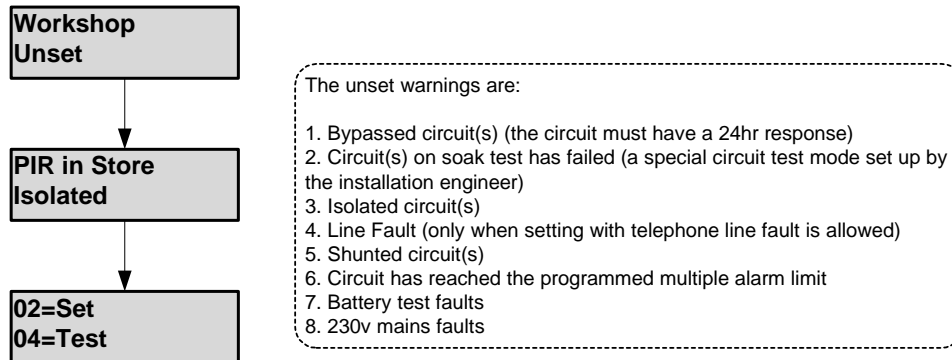 Workshop
Unset
PIR in Store
Isolated
02=Set
04=Test
The unset warnings are:
1. Bypassed circuit(s) (the circuit must have a 24hr response)
2. Circuit(s) on soak test has failed (a special circuit test mode set up by
the installation engineer)
3. Isolated circuit(s)
4. Line Fault (only when setting with telephone line fault is allowed)
5. Shunted circuit(s)
6. Circuit has reached the programmed multiple alarm limit
7. Battery test faults
8. 230v mains faults